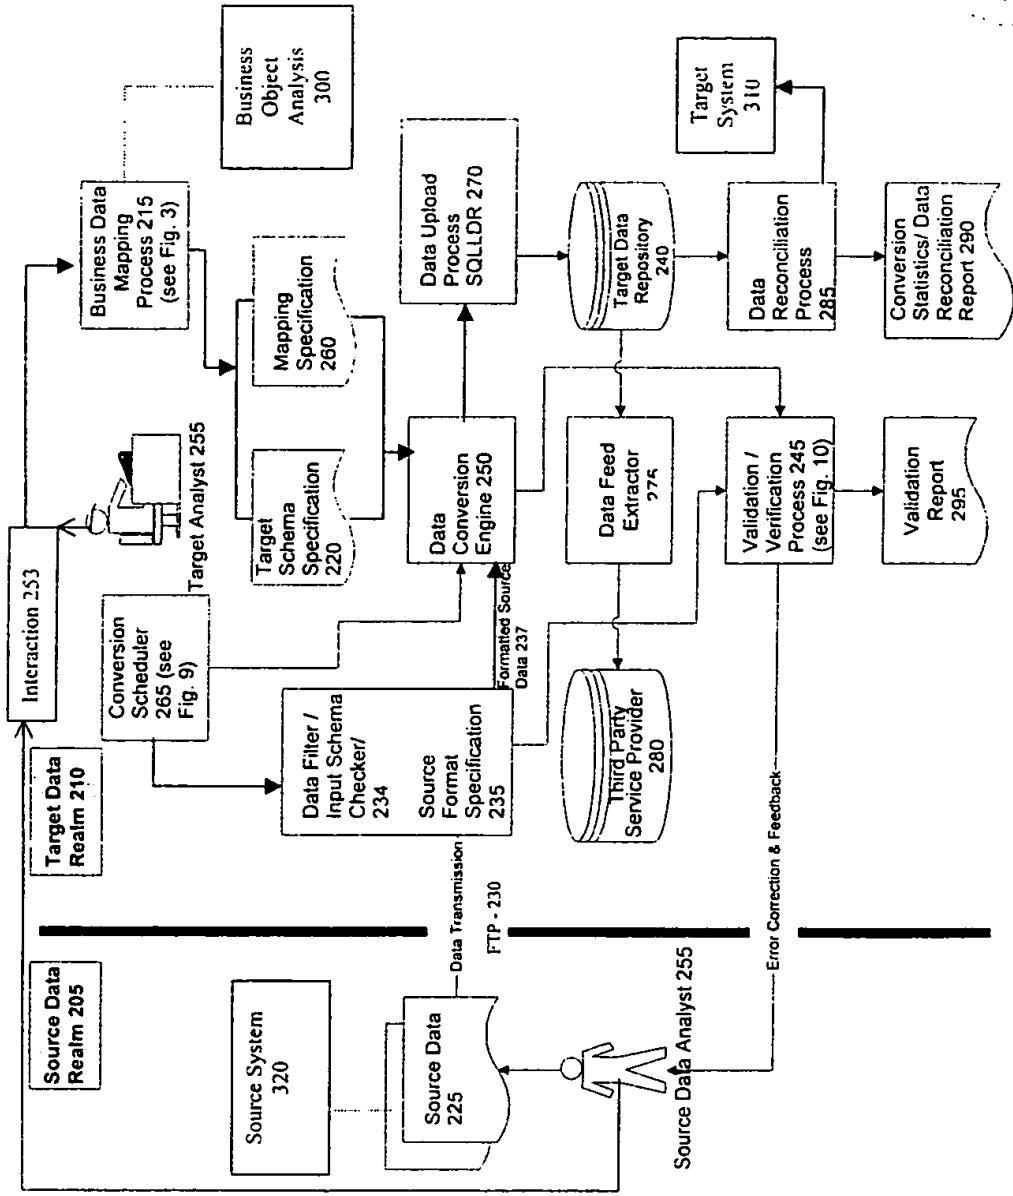 Source Data
Realm 205
Target Data
Realm 210
Interaction 253
Target Analyst 255
Source System
320
Conversion
Scheduler
265 (see
Fig. 9)
Business Data
Mapping
Process 215
(see Fig. 3)
Business
Object
Analysis
300
Target
Schema
Specification
220
Mapping
Specification
260
Source Data
225
Data Transmission
FTP - 230
Data Filter /
Input Schema
Checker/
234
Source
Format
Specification
235
Formatted Source
Data 237
Data
Conversion
Engine 250
Data Upload
Process
SQLLDR 270
Third Party
Service Provider
280
Data Feed
Extractor
275
Target Data
Repository
240
Source Data Analyst 255
Error Correction & Feedback
Validation /
Verification
Process 245
(see Fig. 10)
Data
Reconciliation
Process
285
Target
System
310
Validation
Report
295
Conversion
Statistics/ Data
Reconciliation
Report 290